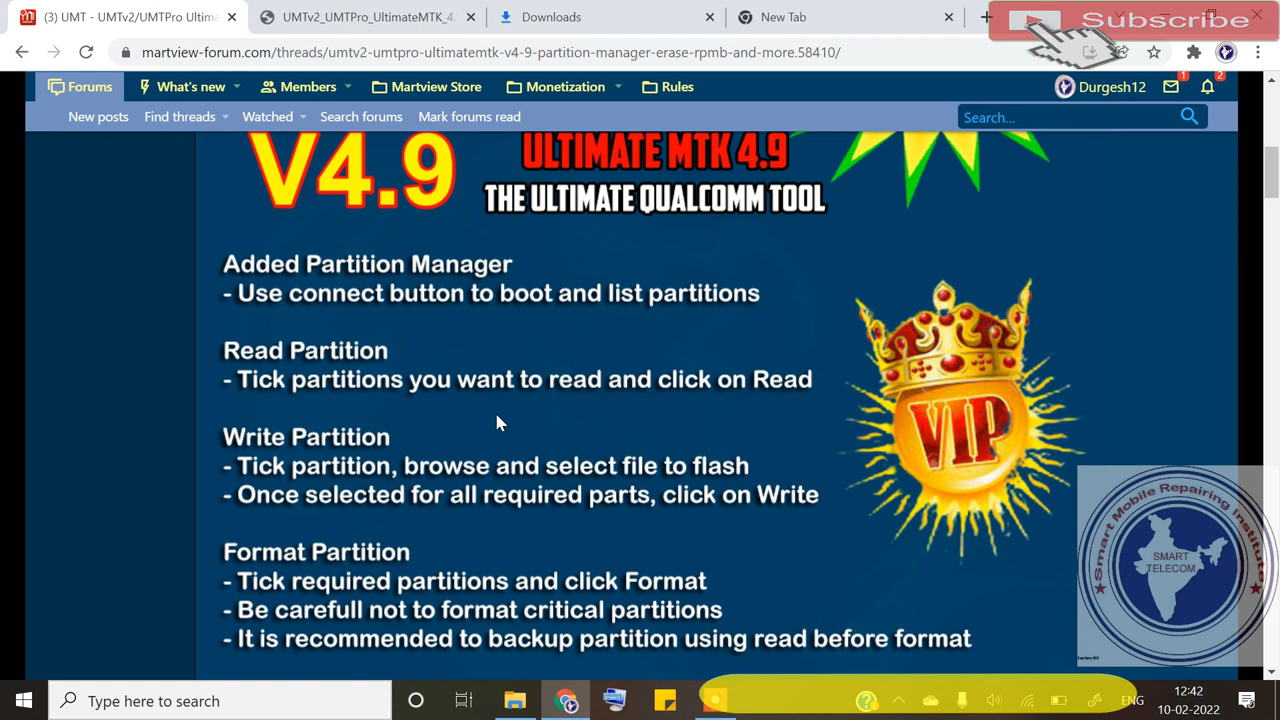 (3) UMT - UMTv2/UMTPro Ultima
UMTv2_UMTPro_UltimateMTK_
Downloads
New Tab
Subscribe
martview-forum.com/threads/umtv2-umtpro-ultimatemtk-v4-9-partition-manager-erase-rpmb-and-more.58410/
Forums What's new Members Martview Store Monetization Rules Durgesh12 1 2
New posts Find threads Watched Search forums Mark forums read Search...
V4.9
ULTIMATE MTK 4.9
THE ULTIMATE QUALCOMM TOOL
Added Partition Manager
- Use connect button to boot and list partitions
Read Partition
- Tick partitions you want to read and click on Read
Write Partition
- Tick partition, browse and select file to flash
- Once selected for all required parts, click on Write
Format Partition
- Tick required partitions and click Format
- Be carefull not to format critical partitions
- It is recommended to backup partition using read before format
VIP
Smart Mobile Repairing Institute
SMART
TELECOM
Type here to search
ENG
12:42
10-02-2022